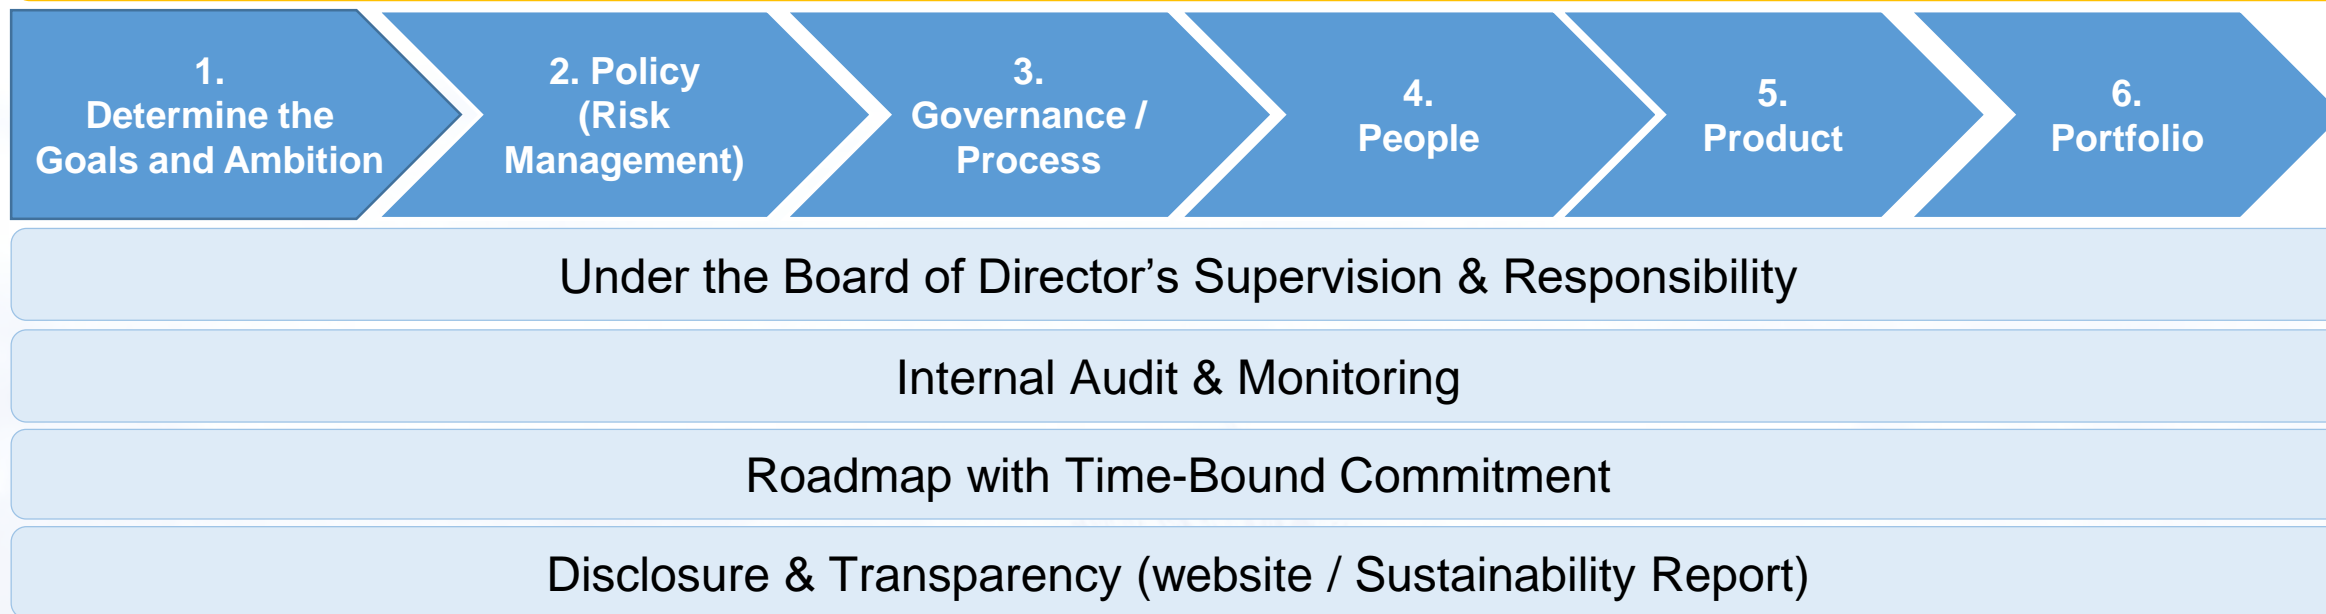 1.
Determine the
Goals and Ambition
2. Policy
(Risk
Management)
3.
Governance /
Process
4.
People
5.
Product
6.
Portfolio
Under the Board of Director’s Supervision & Responsibility
Internal Audit & Monitoring
Roadmap with Time-Bound Commitment
Disclosure & Transparency (website / Sustainability Report)